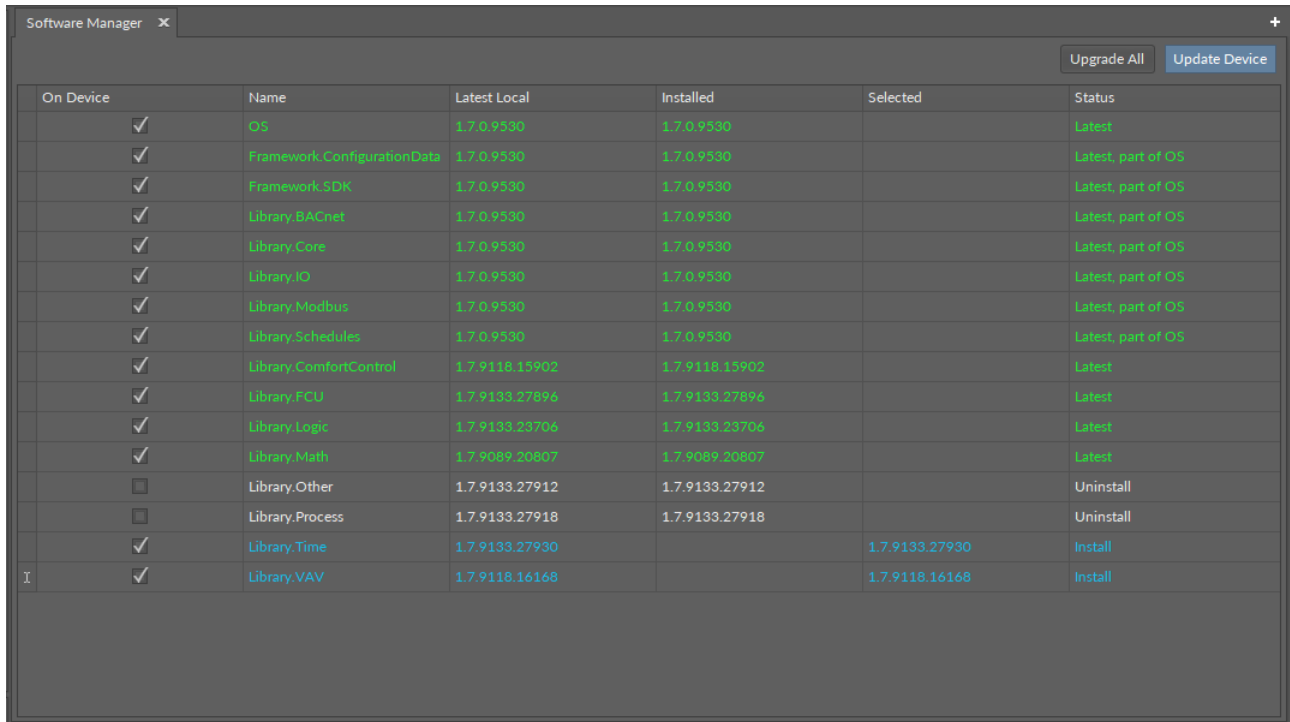 Software Manager x
Upgrade All Update Device
On Device Name Latest Local Installed Selected Status
OS 1.7.0.9530 1.7.0.9530 Latest
Framework.ConfigurationData 1.7.0.9530 1.7.0.9530 Latest, part of OS
Framework.SDK 1.7.0.9530 1.7.0.9530 Latest, part of OS
Library.BACnet 1.7.0.9530 1.7.0.9530 Latest, part of OS
Library.Core 1.7.0.9530 1.7.0.9530 Latest, part of OS
Library.IO 1.7.0.9530 1.7.0.9530 Latest, part of OS
Library.Modbus 1.7.0.9530 1.7.0.9530 Latest, part of OS
Library.Schedules 1.7.0.9530 1.7.0.9530 Latest, part of OS
Library.ComfortControl 1.7.9118.15902 1.7.9118.15902 Latest
Library.FCU 1.7.9133.27896 1.7.9133.27896 Latest
Library.Logic 1.7.9133.23706 1.7.9133.23706 Latest
Library.Math 1.7.9089.20807 1.7.9089.20807 Latest
Library.Other 1.7.9133.27912 1.7.9133.27912 Uninstall
Library.Process 1.7.9133.27918 1.7.9133.27918 Uninstall
Library.Time 1.7.9133.27930 1.7.9133.27930 Install
Library.VAV 1.7.9118.16168 1.7.9118.16168 Install